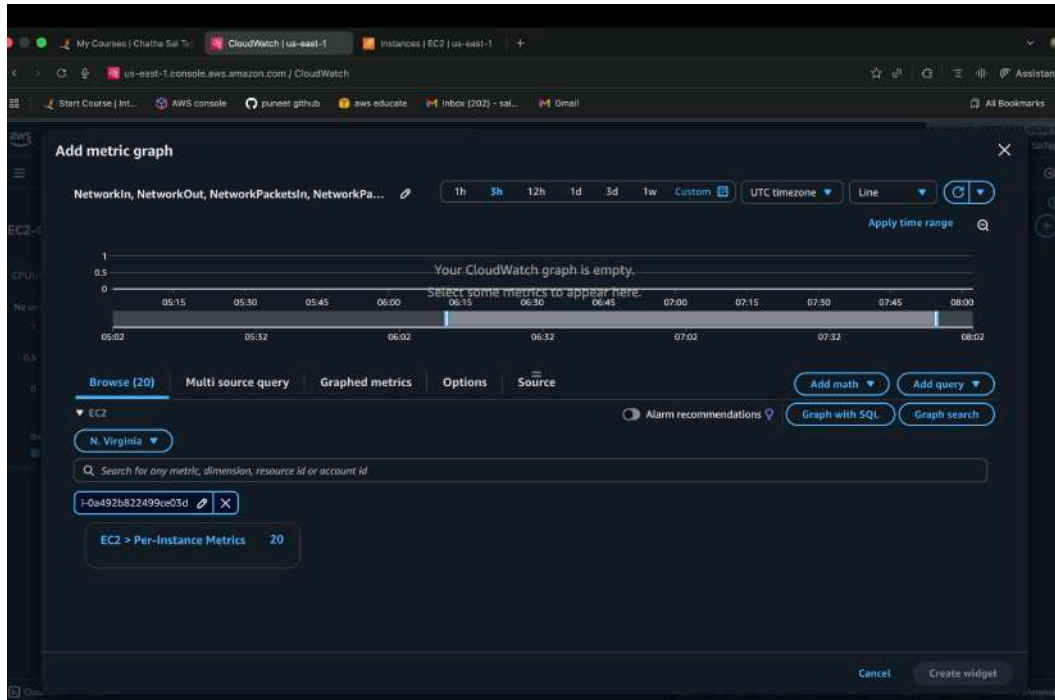 My Courses | Chatha Sai Te
CloudWatch | us-east-1
Instances | EC2 | us-east-1
us-east-1.console.aws.amazon.com / CloudWatch
Assistan
Start Course | Int...
AWS console
puneet github
aws educate
Inbox (202) - sai...
Gmail
All Bookmarks
aws
Add metric graph
NetworkIn, NetworkOut, NetworkPacketsIn, NetworkPa...
1h 3h 12h 1d 3d 1w Custom
UTC timezone
Line
Apply time range
EC2-
1
0.5
0
Your CloudWatch graph is empty.
Select some metrics to appear here.
05:15 05:30 05:45 06:00 06:15 06:30 06:45 07:00 07:15 07:30 07:45 08:00
05:02 05:32 06:02 06:32 07:02 07:32 08:02
Browse (20)
Multi source query
Graphed metrics
Options
Source
Add math
Add query
EC2
Alarm recommendations
Graph with SQL
Graph search
N. Virginia
Search for any metric, dimension, resource id or account id
i-0a492b822499ce03d
EC2 > Per-Instance Metrics 20
Cancel
Create widget